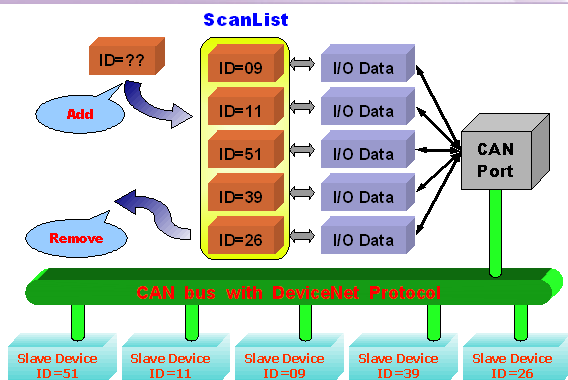 ScanList
ID=??
Add
Remove
ID=09
I/O Data
ID=11
I/O Data
ID=51
I/O Data
ID=39
I/O Data
ID=26
I/O Data
CAN
Port
CAN bus with DeviceNet Protocol
Slave Device
ID=51
Slave Device
ID=11
Slave Device
ID=09
Slave Device
ID=39
Slave Device
ID=26